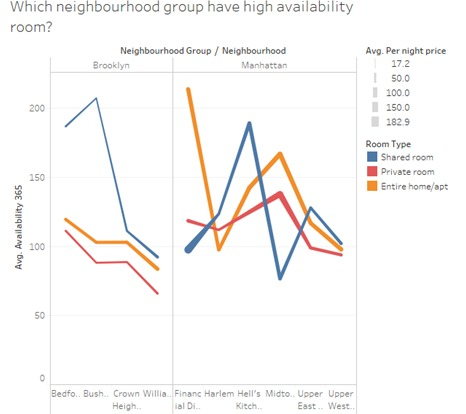 Which neighbourhood group have high availability
room?
Neighbourhood Group / Neighbourhood
Brooklyn
Manhattan
Avg. Per night price
17.2
50.0
100.0
150.0
182.9
Room Type
Shared room
Private room
Entire home/apt
Avg. Availability 365
200
150
100
50
0
Bedfo.. Bush.. Crown Willia.. Financ Harlem Hell's Midto.. Upper Upper
Heigh.. ial Di.. Kitch.. East .. West..